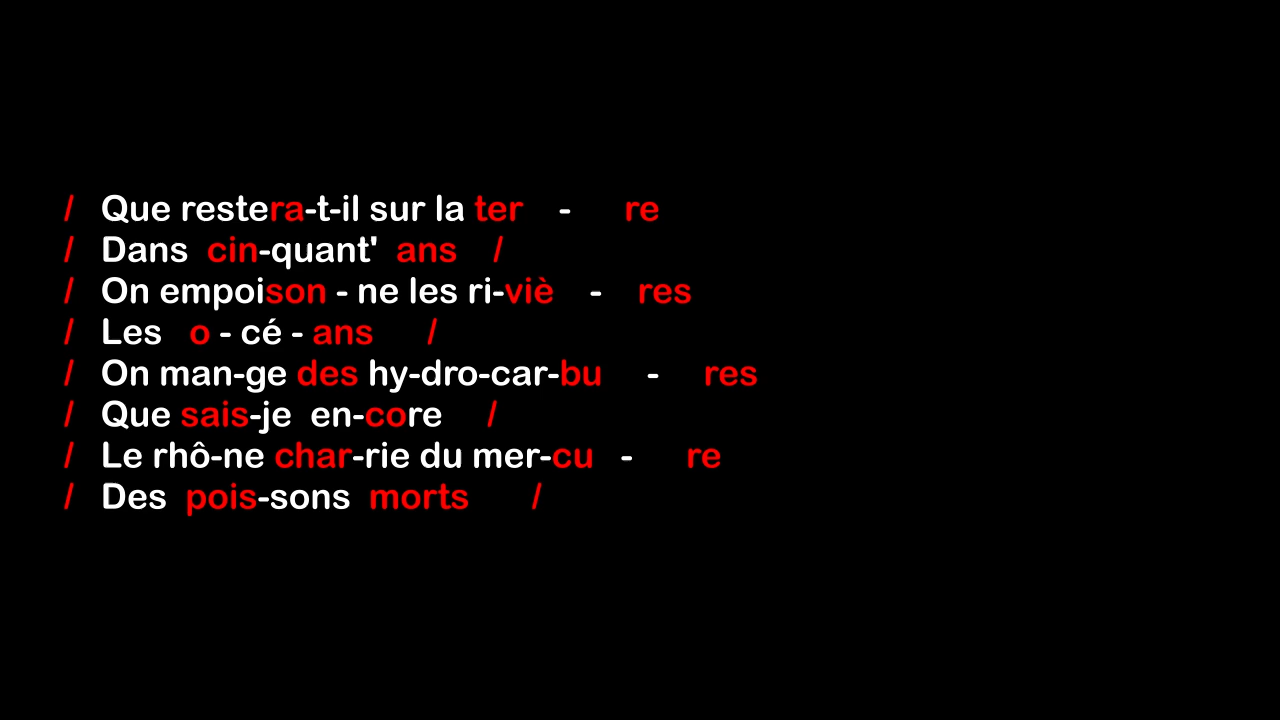 / Que restera-t-il sur la ter - re
/ Dans cin-quant' ans /
/ On empoison - ne les ri-viè - res
/ Les o - cé - ans /
/ On man-ge des hy-dro-car-bu - res
/ Que sais-je en-core /
/ Le rhô-ne char-rie du mer-cu - re
/ Des pois-sons morts /